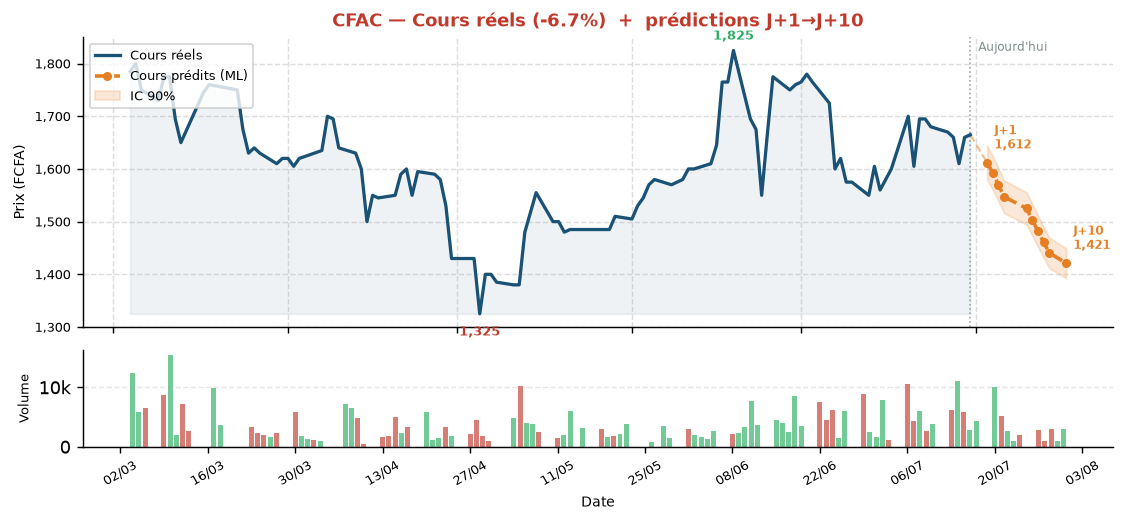 CFAC — Cours réels (-6.7%)  +  prédictions J+1→J+10
1,825
Aujourd'hui
Cours réels
Cours prédits (ML)
IC 90%
Prix (FCFA)
1,800
1,700
1,600
1,500
1,400
1,300
J+1
1,612
J+10
1,421
1,325
Volume
10k
0
02/03
16/03
30/03
13/04
27/04
11/05
25/05
08/06
22/06
06/07
20/07
03/08
Date